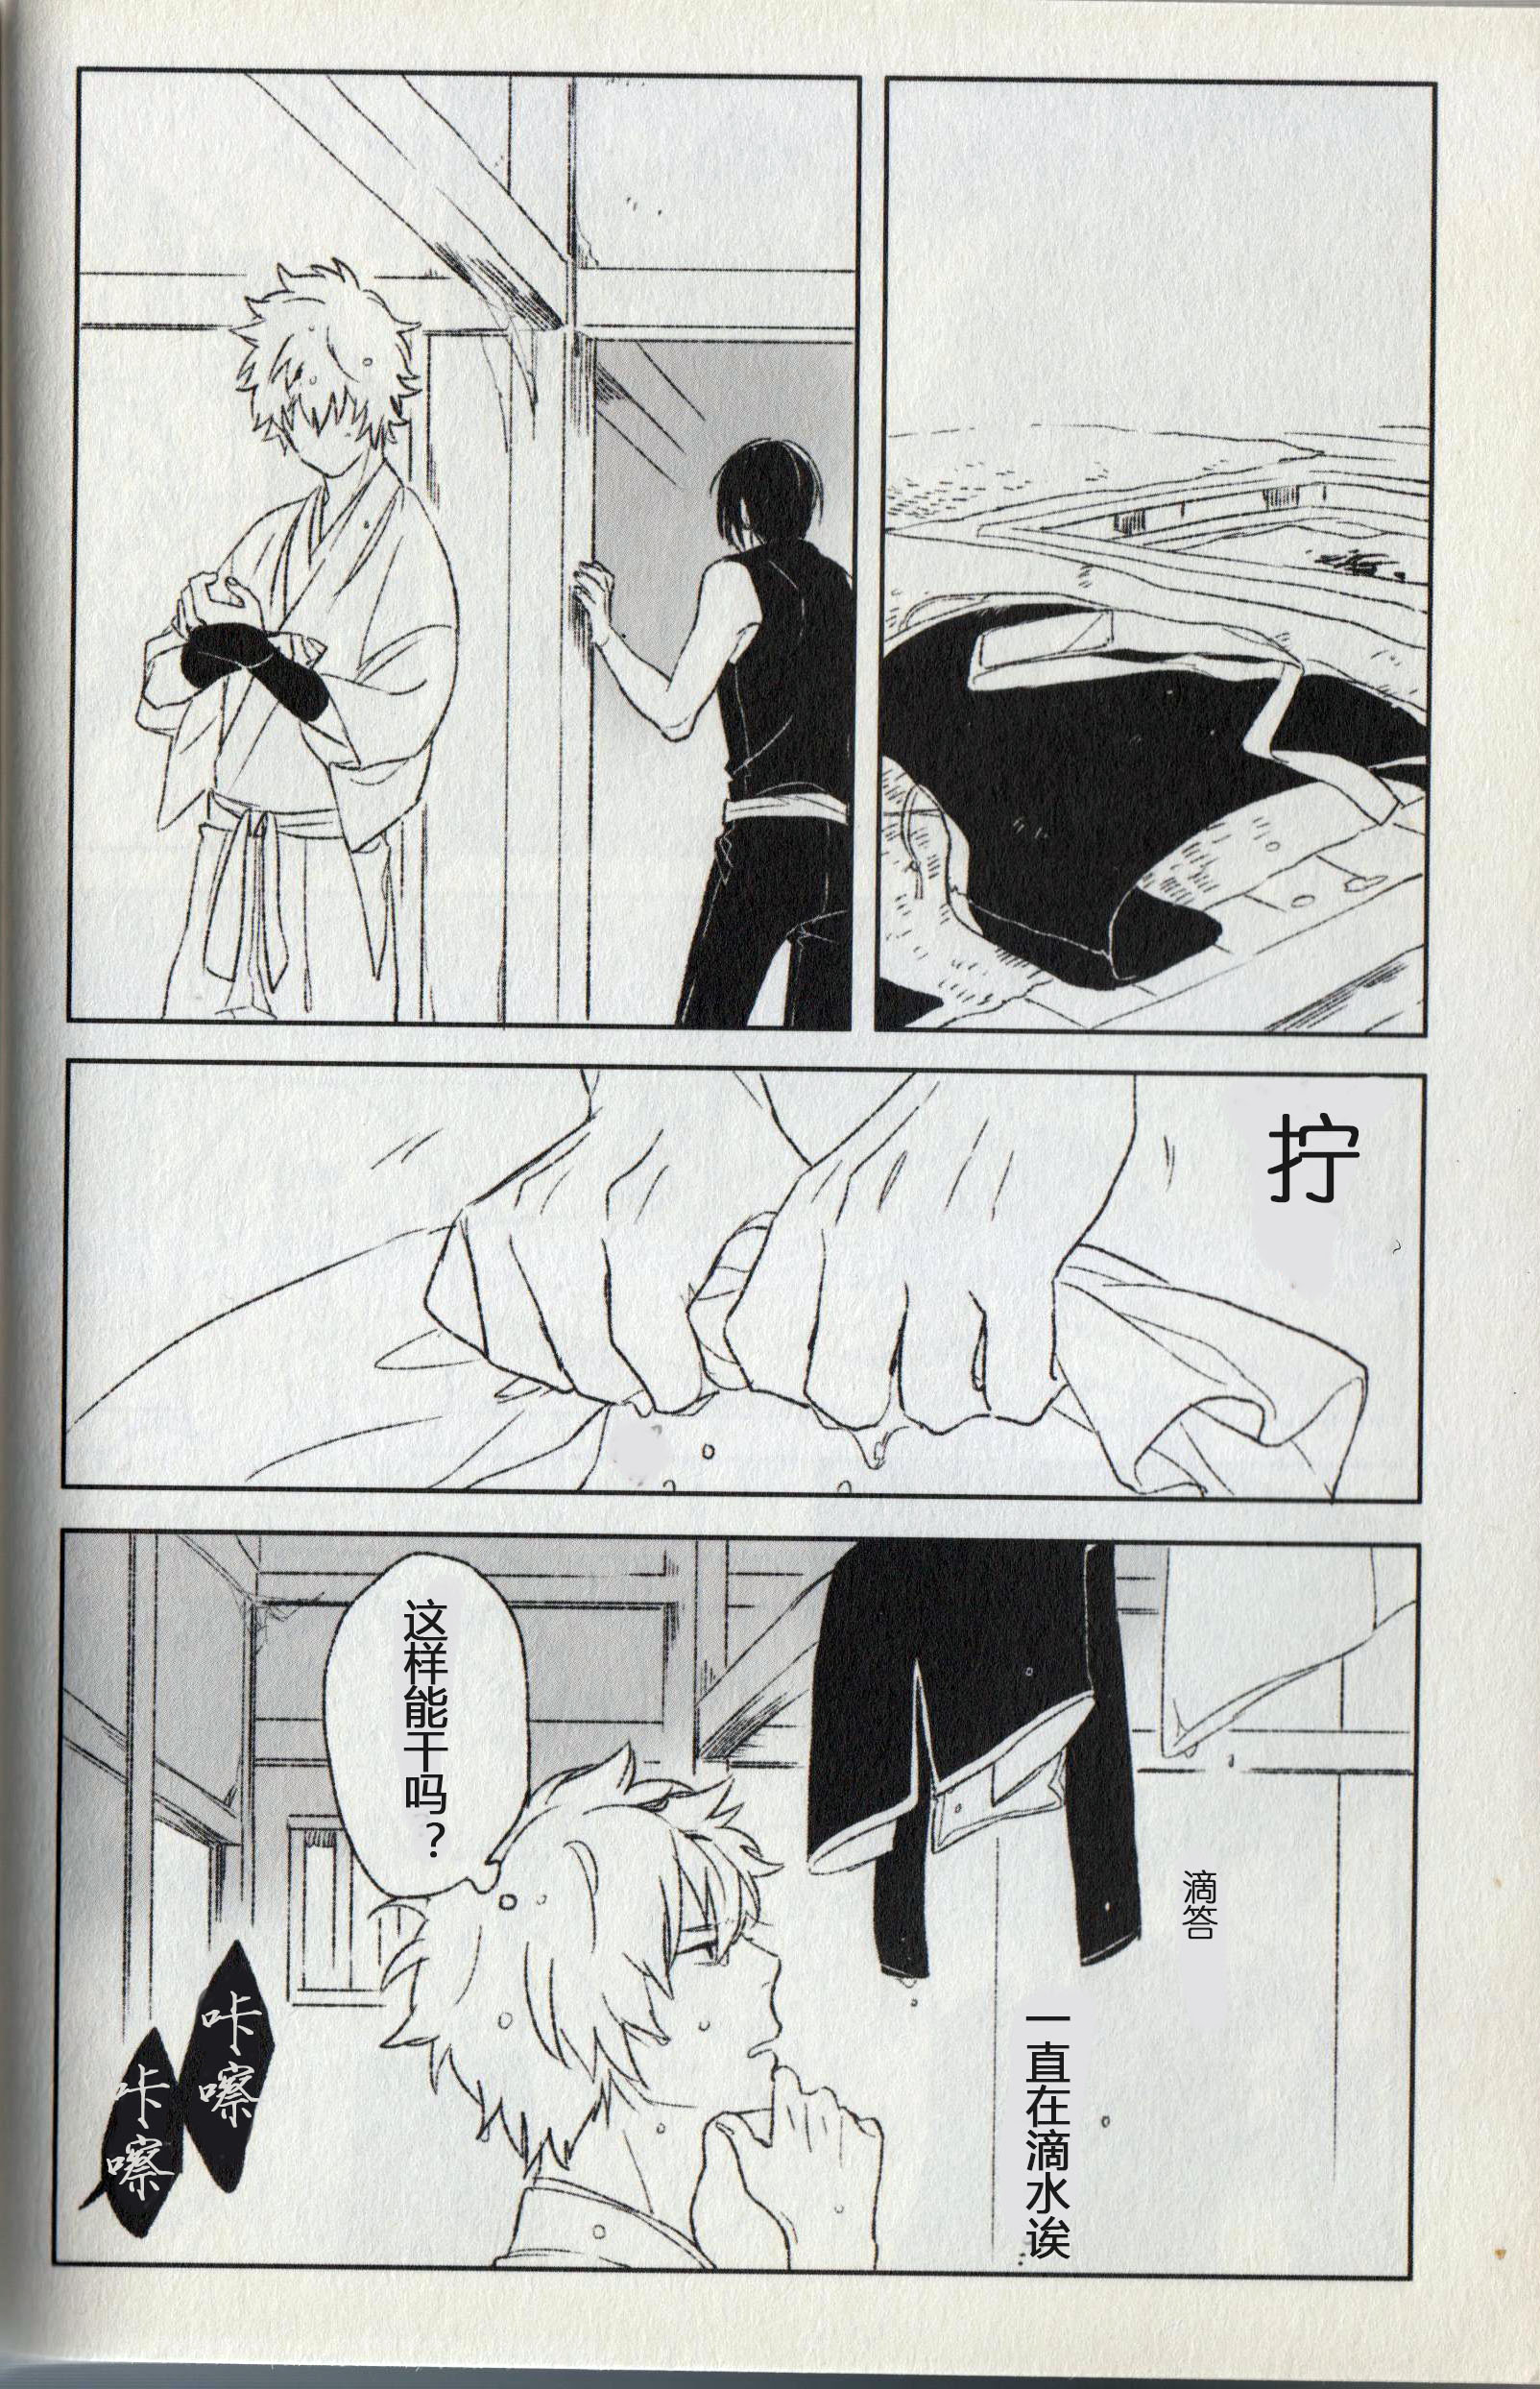 拧
滴答
一直在滴水诶…
这样能干吗？
咔嚓
咔嚓